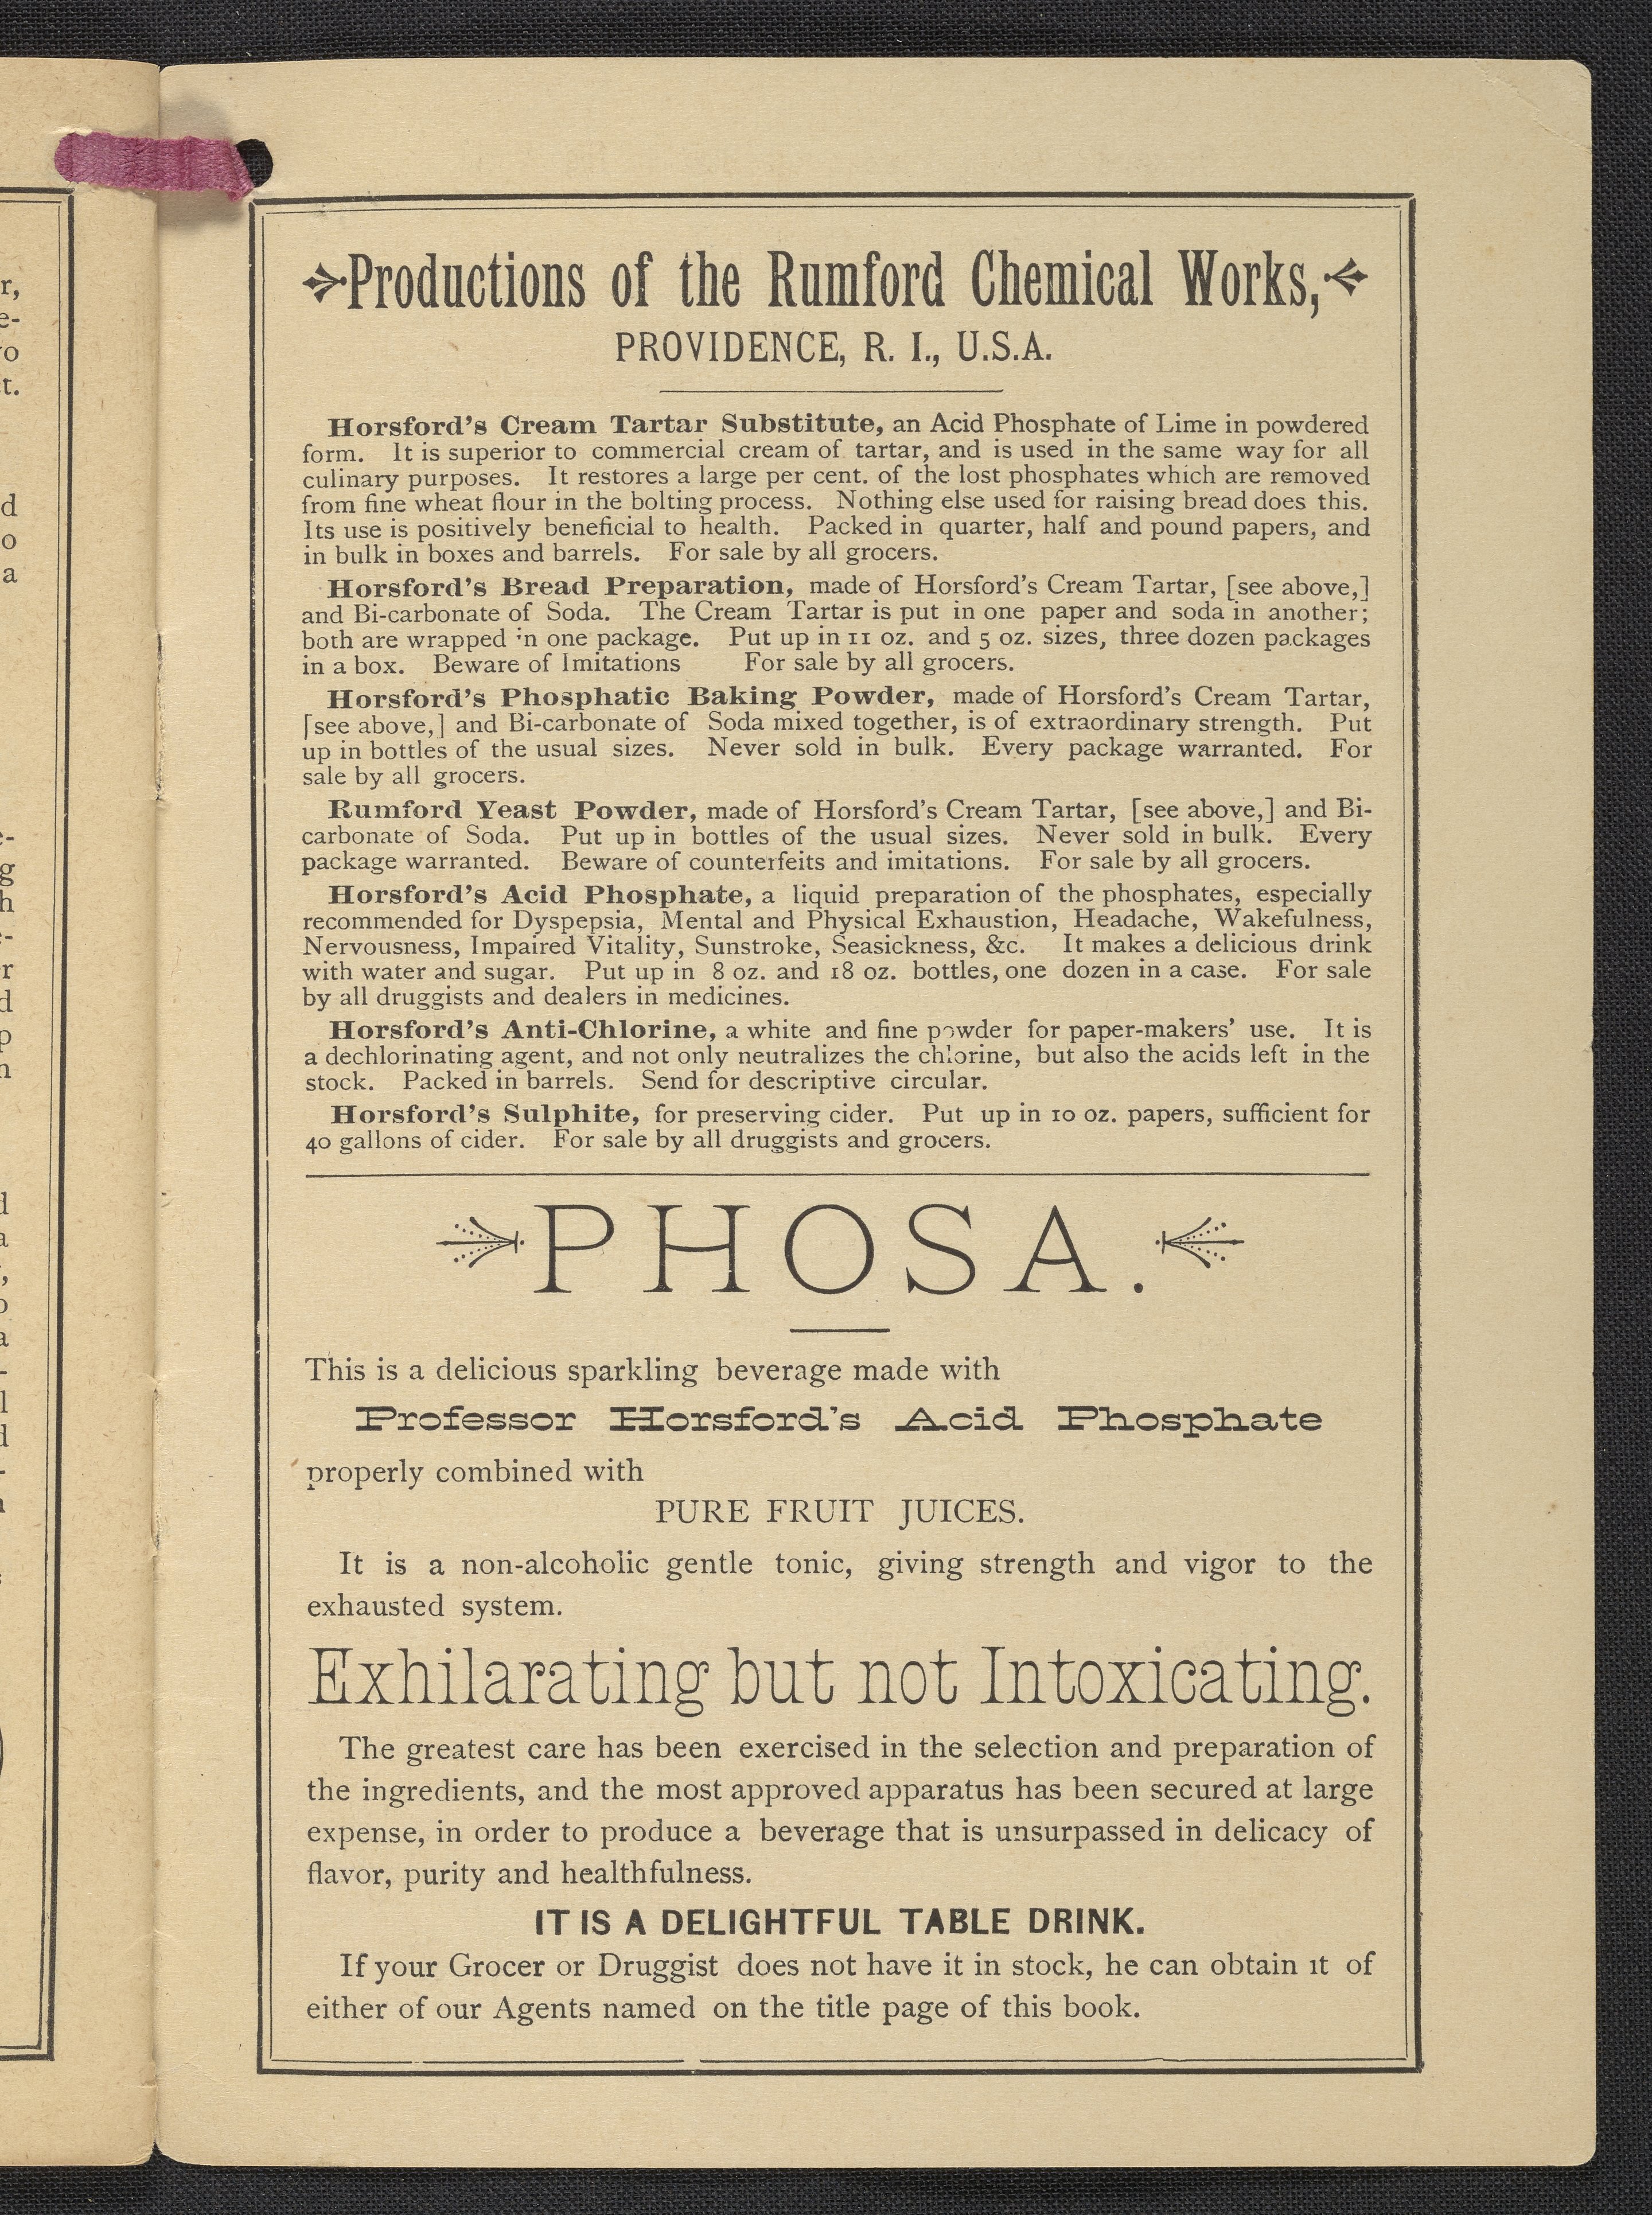 Productions of the Rumford Chemical Works,
PROVIDENCE, R. I., U.S.A.
Horsford's Cream Tartar Substitute, an Acid Phosphate of Lime in powdered
form. It is superior to commercial cream of tartar, and is used in the same way for all
culinary purposes. It restores a large per cent. of the lost phosphates which are removed
from fine wheat flour in the bolting process. Nothing else used for raising bread does this.
Its use is positively beneficial to health. Packed in quarter, half and pound papers, and
in bulk in boxes and barrels. For sale by all grocers.
Horsford's Bread Preparation, made of Horsford's Cream Tartar, [see above,]
and Bi-carbonate of Soda. The Cream Tartar is put in one paper and soda in another;
both are wrapped in one package. Put up in 11 oz. and 5 oz. sizes, three dozen packages
in a box. Beware of Imitations For sale by all grocers.
Horsford's Phosphatic Baking Powder, made of Horsford's Cream Tartar,
[see above,] and Bi-carbonate of Soda mixed together, is of extraordinary strength. Put
up in bottles of the usual sizes. Never sold in bulk. Every package warranted. For
sale by all grocers.
Rumford Yeast Powder, made of Horsford's Cream Tartar, [see above,] and Bi-
carbonate of Soda. Put up in bottles of the usual sizes. Never sold in bulk. Every
package warranted. Beware of counterfeits and imitations. For sale by all grocers.
Horsford's Acid Phosphate, a liquid preparation of the phosphates, especially
recommended for Dyspepsia, Mental and Physical Exhaustion, Headache, Wakefulness,
Nervousness, Impaired Vitality, Sunstroke, Seasickness, &c. It makes a delicious drink
with water and sugar. Put up in 8 oz. and 18 oz. bottles, one dozen in a case. For sale
by all druggists and dealers in medicines.
Horsford's Anti-Chlorine, a white and fine powder for paper-makers' use. It is
a dechlorinating agent, and not only neutralizes the chlorine, but also the acids left in the
stock. Packed in barrels. Send for descriptive circular.
Horsford's Sulphite, for preserving cider. Put up in 10 oz. papers, sufficient for
40 gallons of cider. For sale by all druggists and grocers.
PHOSA.
This is a delicious sparkling beverage made with
Professor Horsford's Acid Phosphate
properly combined with
PURE FRUIT JUICES.
It is a non-alcoholic gentle tonic, giving strength and vigor to the
exhausted system.
Exhilarating but not Intoxicating.
The greatest care has been exercised in the selection and preparation of
the ingredients, and the most approved apparatus has been secured at large
expense, in order to produce a beverage that is unsurpassed in delicacy of
flavor, purity and healthfulness.
IT IS A DELIGHTFUL TABLE DRINK.
If your Grocer or Druggist does not have it in stock, he can obtain it of
either of our Agents named on the title page of this book.